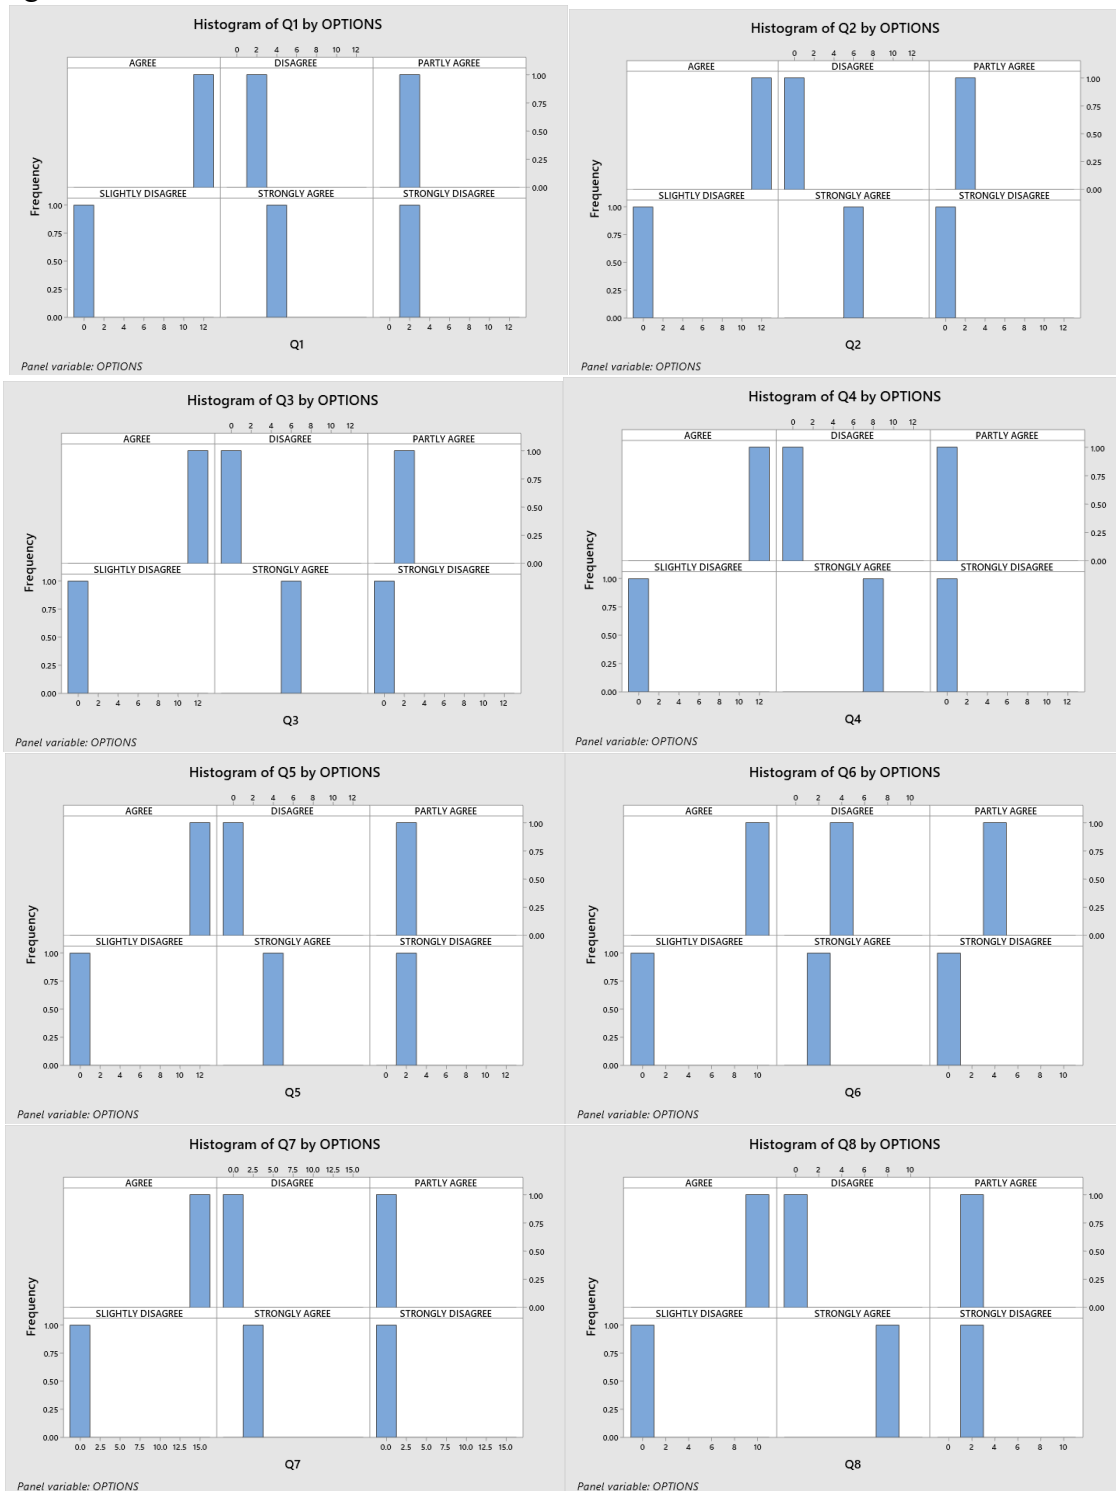 Histogram of Q1 by OPTIONS
0 2 4 6 8 10 12
AGREE DISAGREE PARTLY AGREE
1.00
0.75
0.50
0.25
0.00
Frequency
SLIGHTLY DISAGREE STRONGLY AGREE STRONGLY DISAGREE
1.00
0.75
0.50
0.25
0.00
0 2 4 6 8 10 12 0 2 4 6 8 10 12
Q1
Panel variable: OPTIONS
Histogram of Q2 by OPTIONS
0 2 4 6 8 10 12
AGREE DISAGREE PARTLY AGREE
1.00
0.75
0.50
0.25
0.00
Frequency
SLIGHTLY DISAGREE STRONGLY AGREE STRONGLY DISAGREE
1.00
0.75
0.50
0.25
0.00
0 2 4 6 8 10 12 0 2 4 6 8 10 12
Q2
Panel variable: OPTIONS
Histogram of Q3 by OPTIONS
0 2 4 6 8 10 12
AGREE DISAGREE PARTLY AGREE
1.00
0.75
0.50
0.25
0.00
Frequency
SLIGHTLY DISAGREE STRONGLY AGREE STRONGLY DISAGREE
1.00
0.75
0.50
0.25
0.00
0 2 4 6 8 10 12 0 2 4 6 8 10 12
Q3
Panel variable: OPTIONS
Histogram of Q4 by OPTIONS
0 2 4 6 8 10 12
AGREE DISAGREE PARTLY AGREE
1.00
0.75
0.50
0.25
0.00
Frequency
SLIGHTLY DISAGREE STRONGLY AGREE STRONGLY DISAGREE
1.00
0.75
0.50
0.25
0.00
0 2 4 6 8 10 12 0 2 4 6 8 10 12
Q4
Panel variable: OPTIONS
Histogram of Q5 by OPTIONS
0 2 4 6 8 10 12
AGREE DISAGREE PARTLY AGREE
1.00
0.75
0.50
0.25
0.00
Frequency
SLIGHTLY DISAGREE STRONGLY AGREE STRONGLY DISAGREE
1.00
0.75
0.50
0.25
0.00
0 2 4 6 8 10 12 0 2 4 6 8 10 12
Q5
Panel variable: OPTIONS
Histogram of Q6 by OPTIONS
0 2 4 6 8 10
AGREE DISAGREE PARTLY AGREE
1.00
0.75
0.50
0.25
0.00
Frequency
SLIGHTLY DISAGREE STRONGLY AGREE STRONGLY DISAGREE
1.00
0.75
0.50
0.25
0.00
0 2 4 6 8 10 0 2 4 6 8 10
Q6
Panel variable: OPTIONS
Histogram of Q7 by OPTIONS
0.0 2.5 5.0 7.5 10.0 12.5 15.0
AGREE DISAGREE PARTLY AGREE
1.00
0.75
0.50
0.25
0.00
Frequency
SLIGHTLY DISAGREE STRONGLY AGREE STRONGLY DISAGREE
1.00
0.75
0.50
0.25
0.00
0.0 2.5 5.0 7.5 10.0 12.5 15.0 0.0 2.5 5.0 7.5 10.0 12.5 15.0
Q7
Panel variable: OPTIONS
Histogram of Q8 by OPTIONS
0 2 4 6 8 10
AGREE DISAGREE PARTLY AGREE
1.00
0.75
0.50
0.25
0.00
Frequency
SLIGHTLY DISAGREE STRONGLY AGREE STRONGLY DISAGREE
1.00
0.75
0.50
0.25
0.00
0 2 4 6 8 10 0 2 4 6 8 10
Q8
Panel variable: OPTIONS